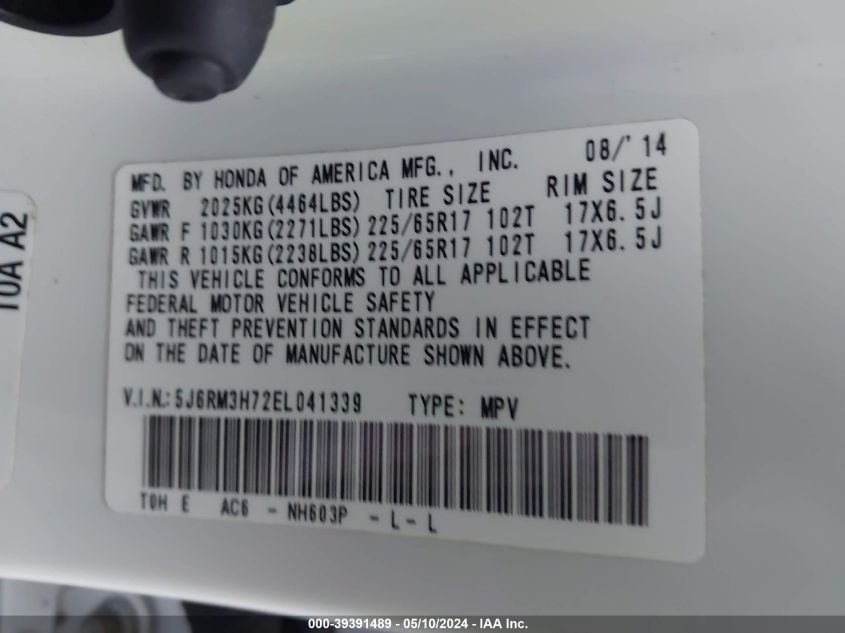 MFD. BY HONDA OF AMERICA MFG., INC. 08/'14
GVWR 2025KG(4464LBS) TIRE SIZE RIM SIZE
GAWR F 1030KG(2271LBS) 225/65R17 102T 17X6.5J
GAWR R 1015KG(2238LBS) 225/65R17 102T 17X6.5J
THIS VEHICLE CONFORMS TO ALL APPLICABLE
FEDERAL MOTOR VEHICLE SAFETY
AND THEFT PREVENTION STANDARDS IN EFFECT
ON THE DATE OF MANUFACTURE SHOWN ABOVE.
V.I.N.: 5J6RM3H72EL041339 TYPE: MPV
T0H E AC6 - NH603P - L - L
T0A A2
000-39391489 - 05/10/2024 - IAA Inc.